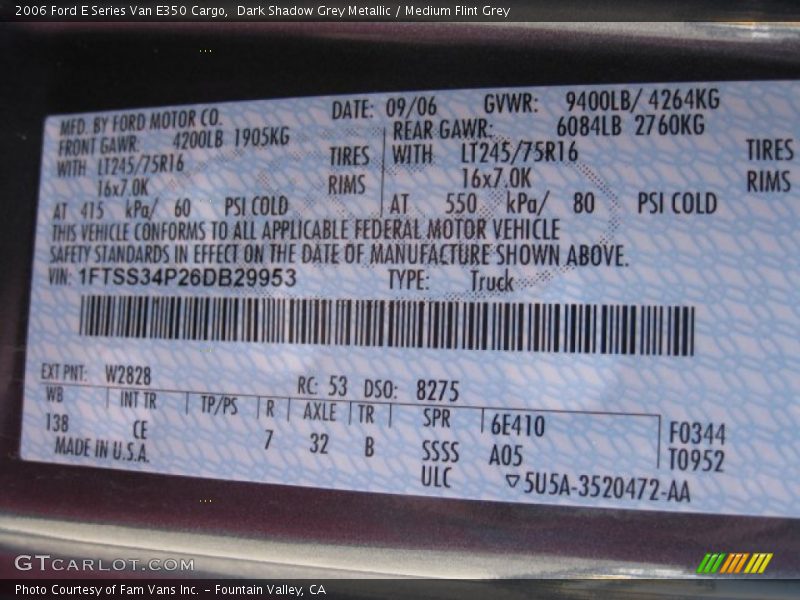 2006 Ford E Series Van E350 Cargo,  Dark Shadow Grey Metallic / Medium Flint Grey
MFD. BY FORD MOTOR CO. DATE: 09/06 GVWR: 9400LB/ 4264KG
FRONT GAWR: 4200LB 1905KG REAR GAWR: 6084LB 2760KG
WITH LT245/75R16 TIRES WITH LT245/75R16 TIRES
16x7.0K RIMS 16x7.0K RIMS
AT 415 kPa/ 60 PSI COLD AT 550 kPa/ 80 PSI COLD
THIS VEHICLE CONFORMS TO ALL APPLICABLE FEDERAL MOTOR VEHICLE
SAFETY STANDARDS IN EFFECT ON THE DATE OF MANUFACTURE SHOWN ABOVE.
VIN: 1FTSS34P26DB29953 TYPE: Truck
EXT PNT: W2828 RC: 53 DSO: 8275
WB INT TR TP/PS R AXLE TR SPR 6E410 F0344
138 CE 7 32 B SSSS A05 T0952
MADE IN U.S.A. ULC ▽5U5A-3520472-AA
GTCARLOT.COM
Photo Courtesy of Fam Vans Inc. – Fountain Valley, CA